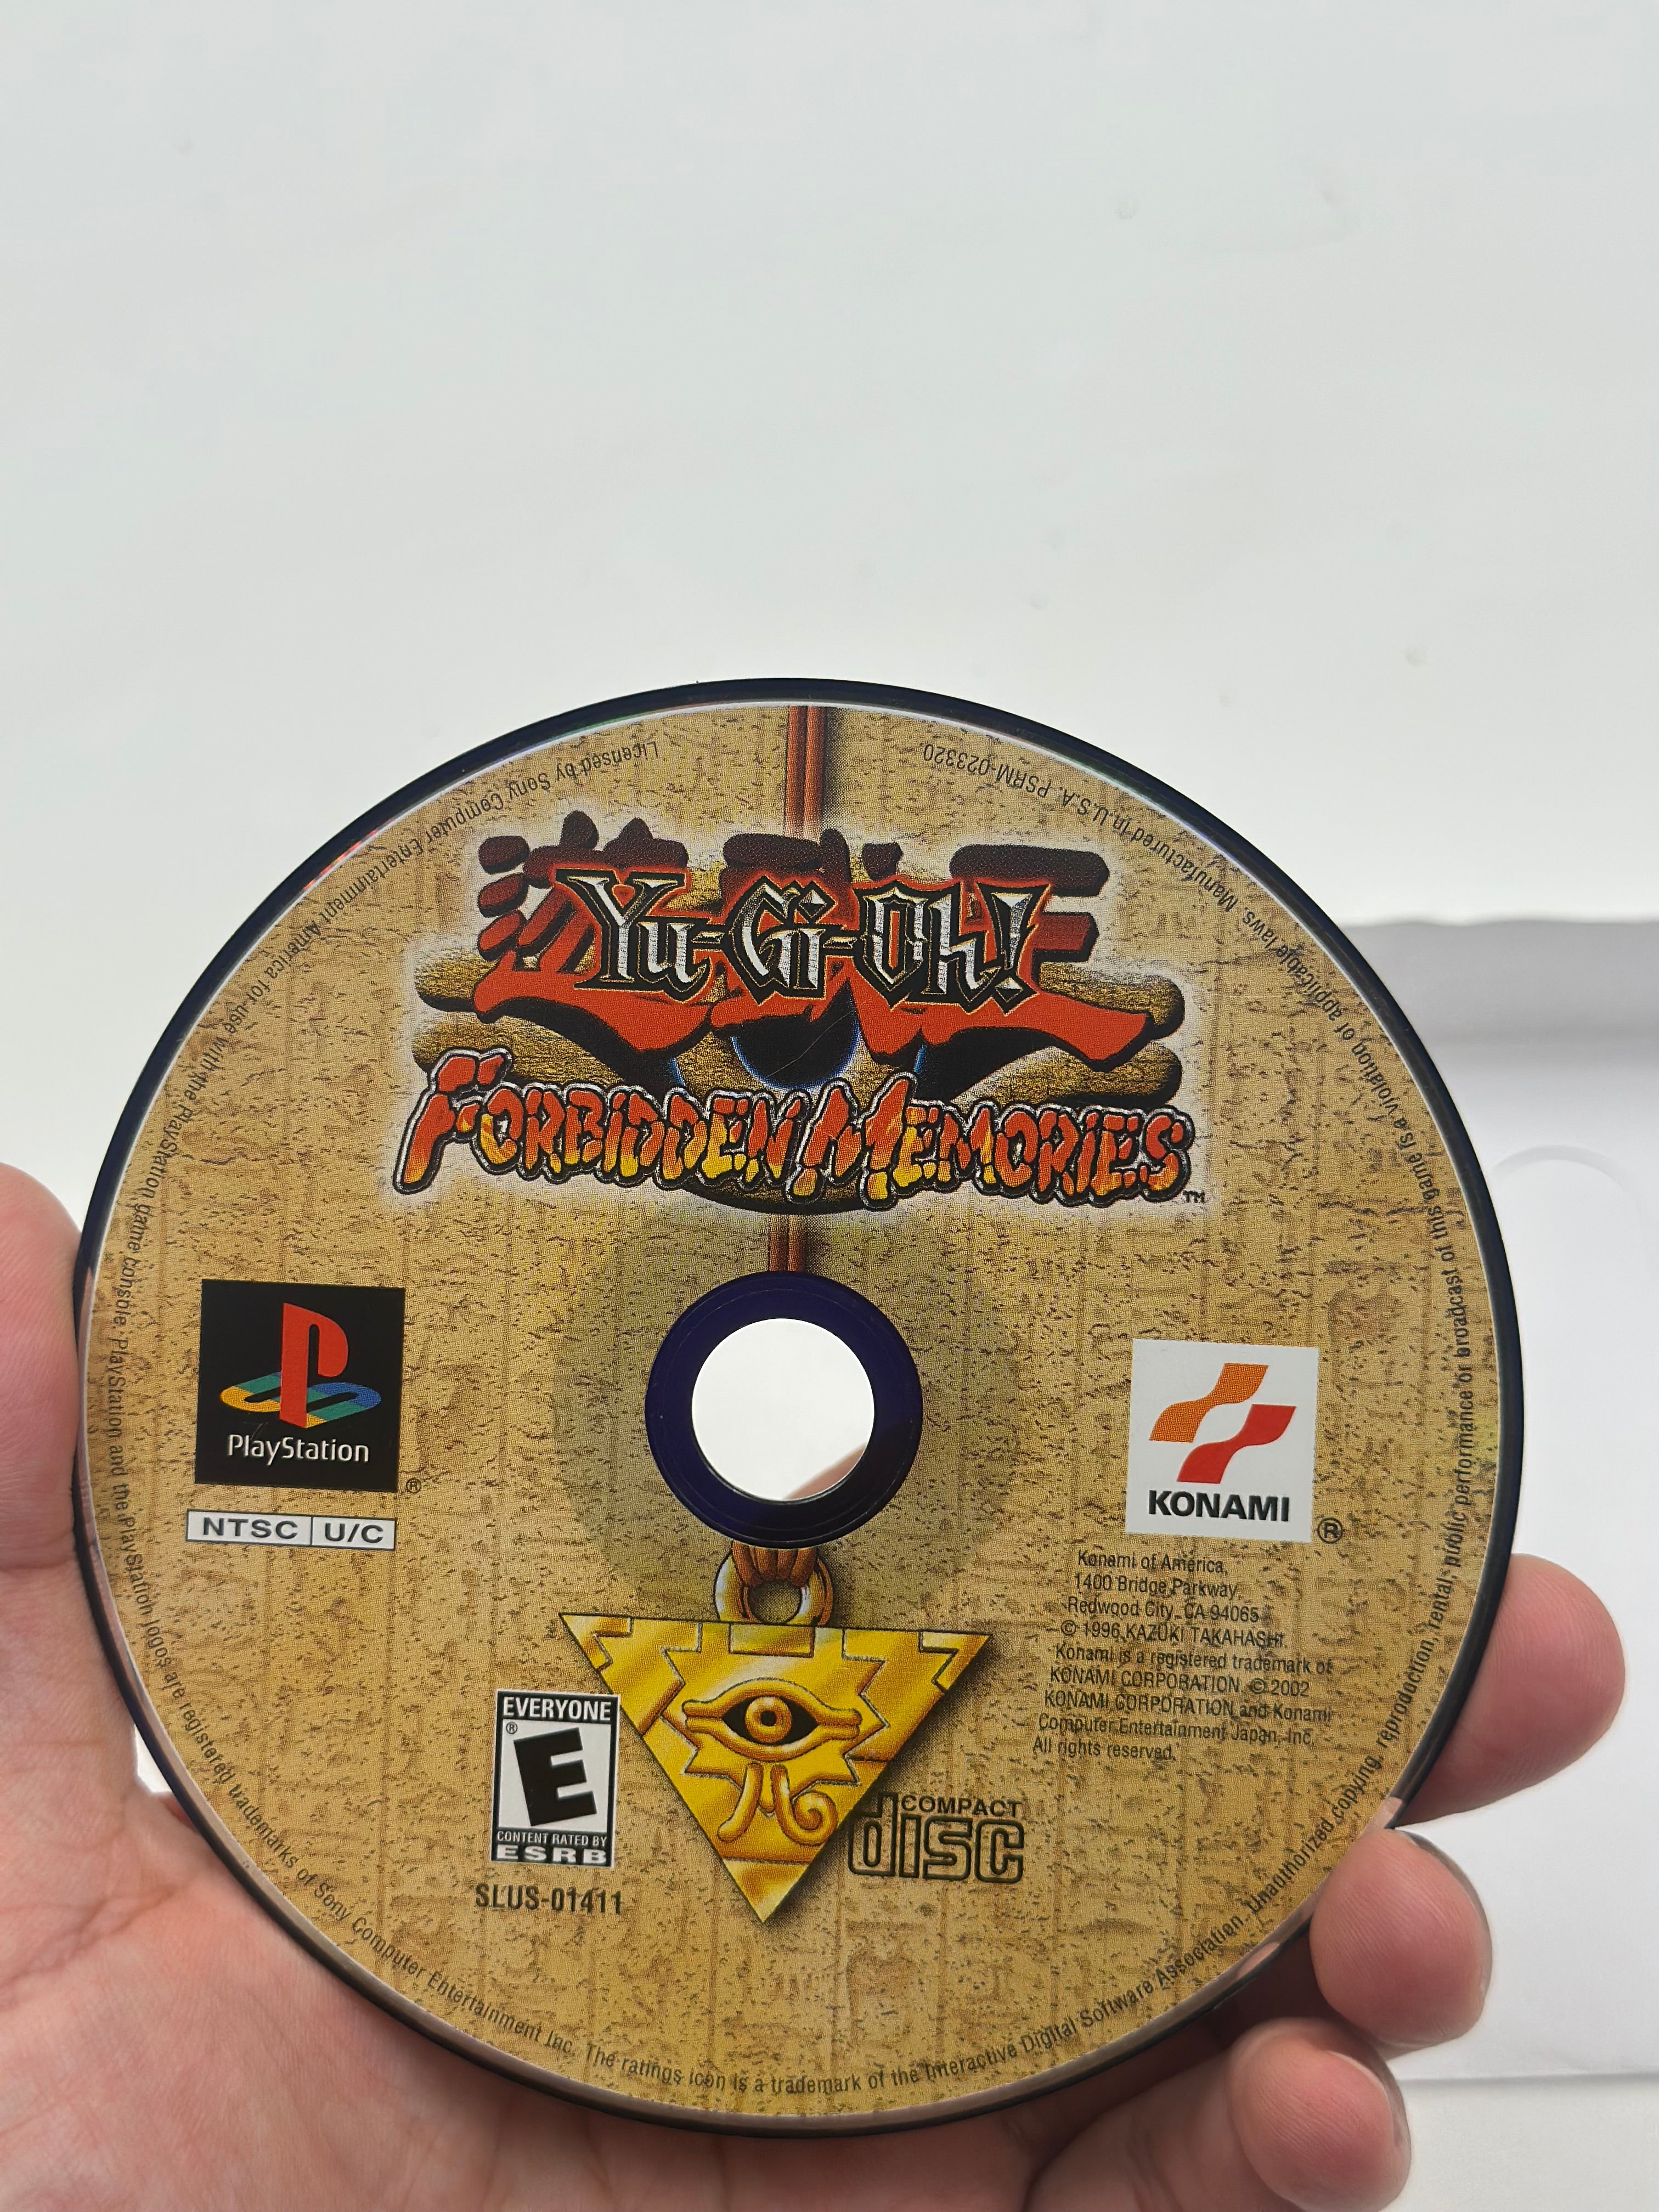 遊戯王
Yu-Gi-Oh!
FORBIDDEN MEMORIES™
PlayStation
®
NTSC U/C
KONAMI
®
Konami of America,
1400 Bridge Parkway,
Redwood City, CA 94065
© 1996 KAZUKI TAKAHASHI.
Konami is a registered trademark of
KONAMI CORPORATION. © 2002
KONAMI CORPORATION and Konami
Computer Entertainment Japan, Inc.
All rights reserved.
EVERYONE
®
E
CONTENT RATED BY
ESRB
SLUS-01411
COMPACT
disc
Licensed by Sony Computer Entertainment America for use with the PlayStation game console. PlayStation and the PlayStation logos are registered trademarks of Sony Computer Entertainment Inc. The ratings icon is a trademark of the Interactive Digital Software Association. Unauthorized copying, reproduction, rental, public performance or broadcast of this game is a violation of applicable laws. Manufactured in U.S.A. PSRM-023320.